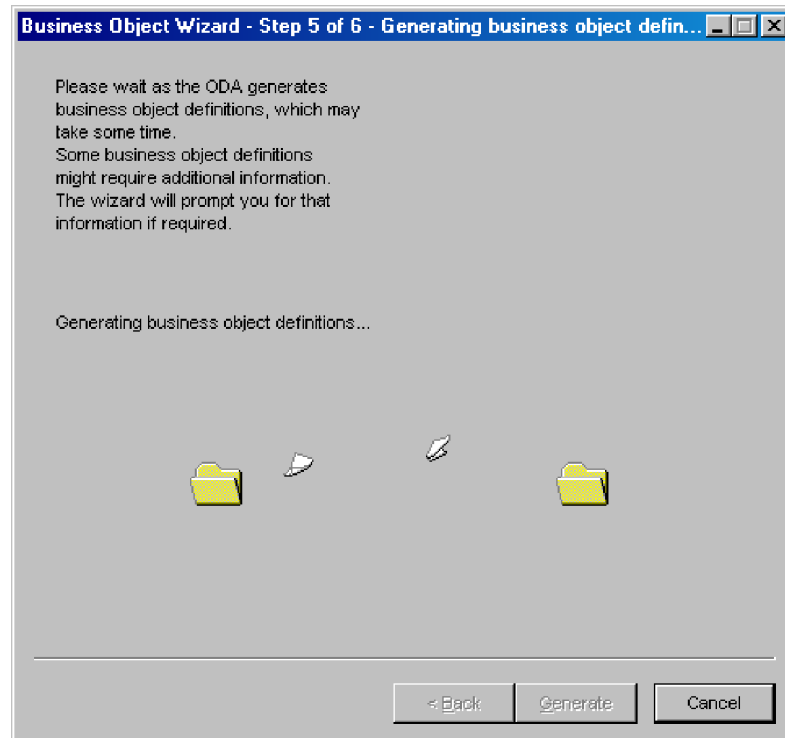 Business Object Wizard - Step 5 of 6 - Generating business object defin...
Please wait as the ODA generates
business object definitions, which may
take some time.
Some business object definitions
might require additional information.
The wizard will prompt you for that
information if required.
Generating business object definitions...
< Back
Generate
Cancel